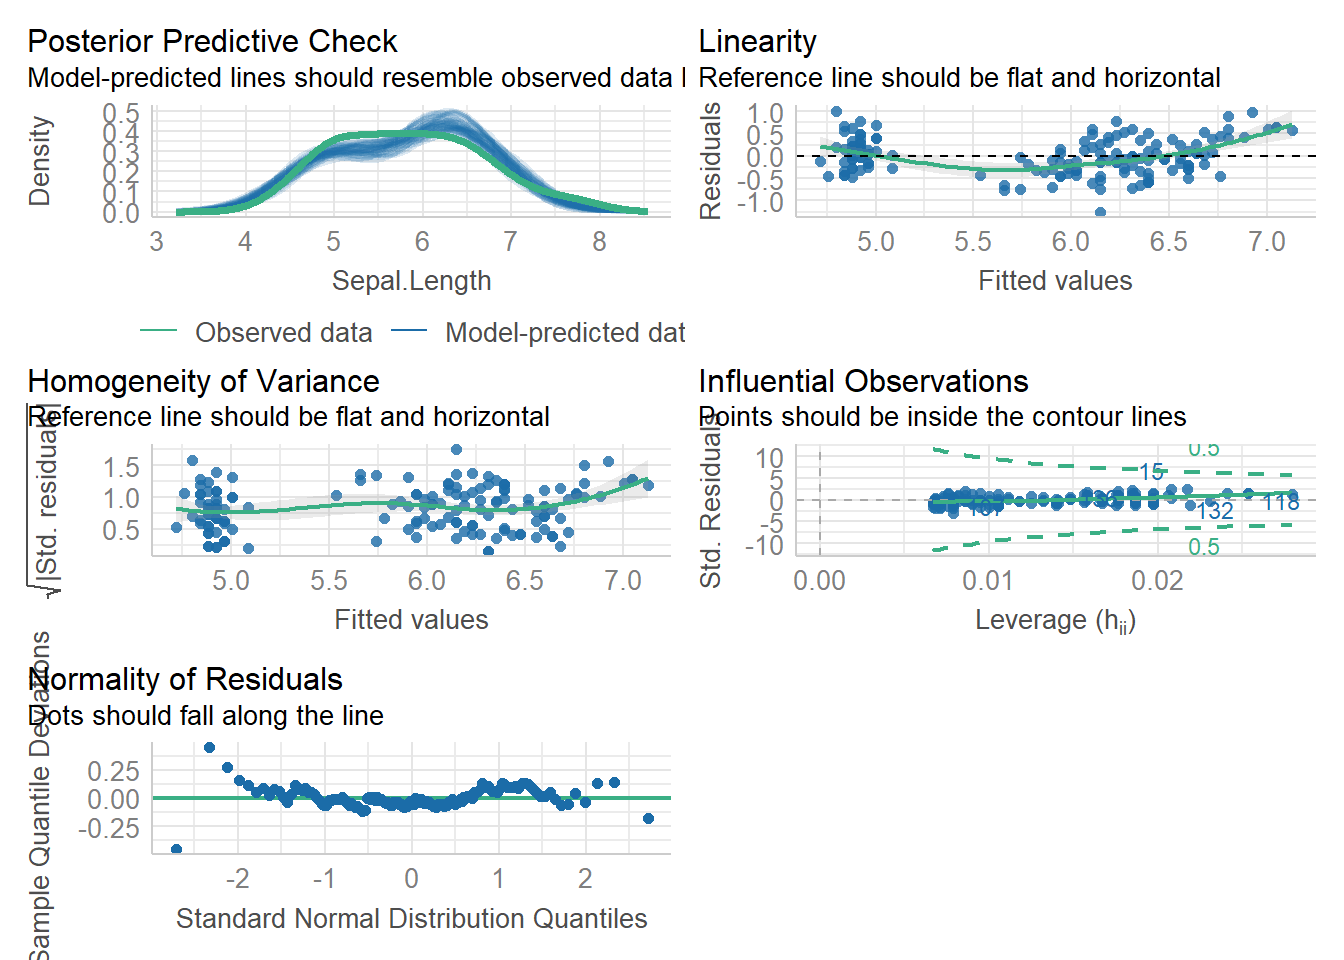 Posterior Predictive Check
Model-predicted lines should resemble observed data l
Density
0.5
0.4
0.3
0.2
0.1
0.0
3 4 5 6 7 8
Sepal.Length
Observed data Model-predicted dat
Linearity
Reference line should be flat and horizontal
Residuals
1.0
0.5
0.0
-0.5
-1.0
5.0 5.5 6.0 6.5 7.0
Fitted values
Homogeneity of Variance
Reference line should be flat and horizontal
√|Std. residuals|
1.5
1.0
0.5
5.0 5.5 6.0 6.5 7.0
Fitted values
Influential Observations
Points should be inside the contour lines
Std. Residuals
10
5
0
-5
-10
0.5
15
118
132
0.5
0.00 0.01 0.02
Leverage (hii)
Normality of Residuals
Dots should fall along the line
Sample Quantile Deviations
0.25
0.00
-0.25
-2 -1 0 1 2
Standard Normal Distribution Quantiles